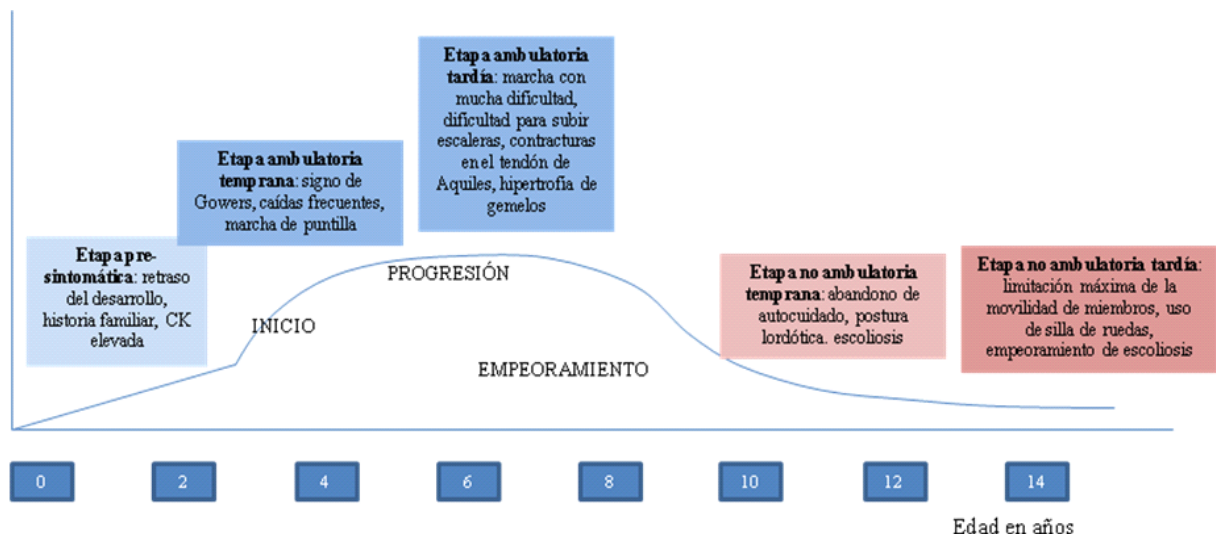 Etapa ambulatoria
tardía: marcha con
mucha dificultad,
dificultad para subir
escaleras, contracturas
en el tendón de
Aquiles, hipertrofia de
gemelos
Etapa ambulatoria
temprana: signo de
Gowers, caídas frecuentes,
marcha de puntilla
Etapa pre-
sintomática: retraso
del desarrollo,
historia familiar, CK
elevada
INICIO
PROGRESIÓN
EMPEORAMIENTO
Etapa no ambulatoria
temprana: abandono de
autocuidado, postura
lordótica. escoliosis
Etapa no ambulatoria tardía:
limitación máxima de la
movilidad de miembros, uso
de silla de ruedas,
empeoramiento de escoliosis
0 2 4 6 8 10 12 14
Edad en años